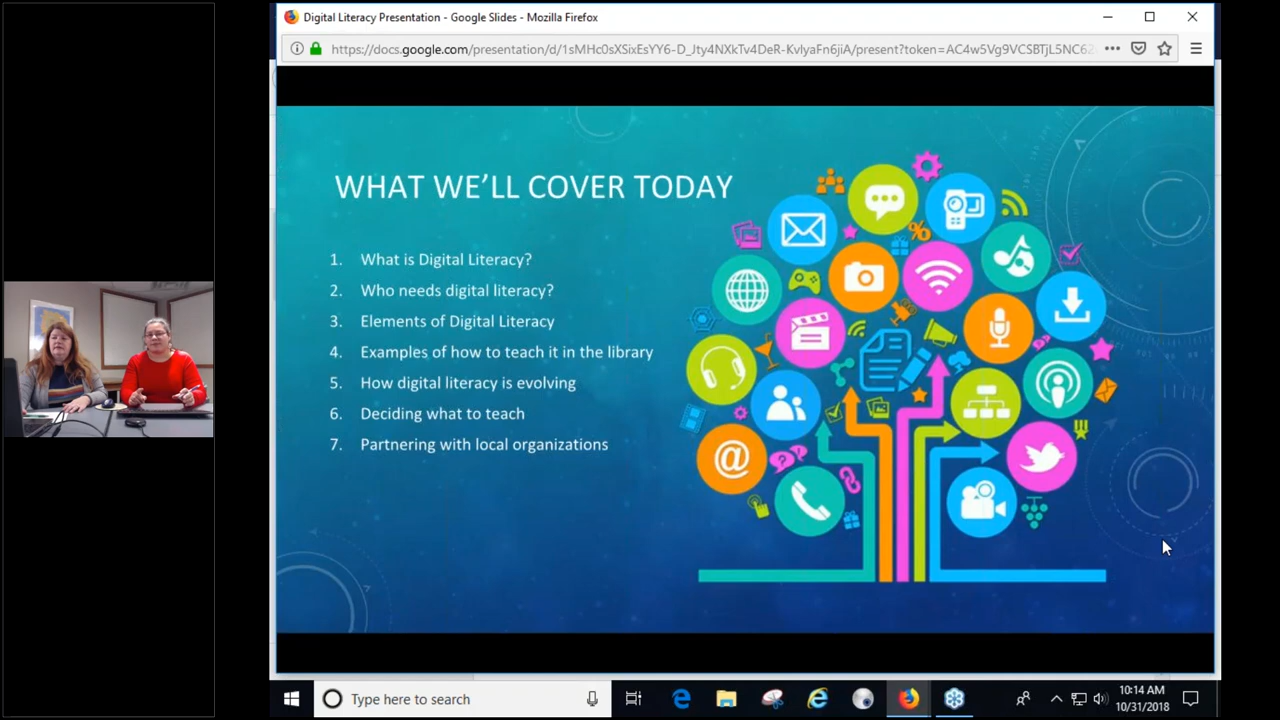 Digital Literacy Presentation - Google Slides - Mozilla Firefox
WHAT WE'LL COVER TODAY
1. What is Digital Literacy?
2. Who needs digital literacy?
3. Elements of Digital Literacy
4. Examples of how to teach it in the library
5. How digital literacy is evolving
6. Deciding what to teach
7. Partnering with local organizations
%
@
Type here to search
10:14 AM
10/31/2018